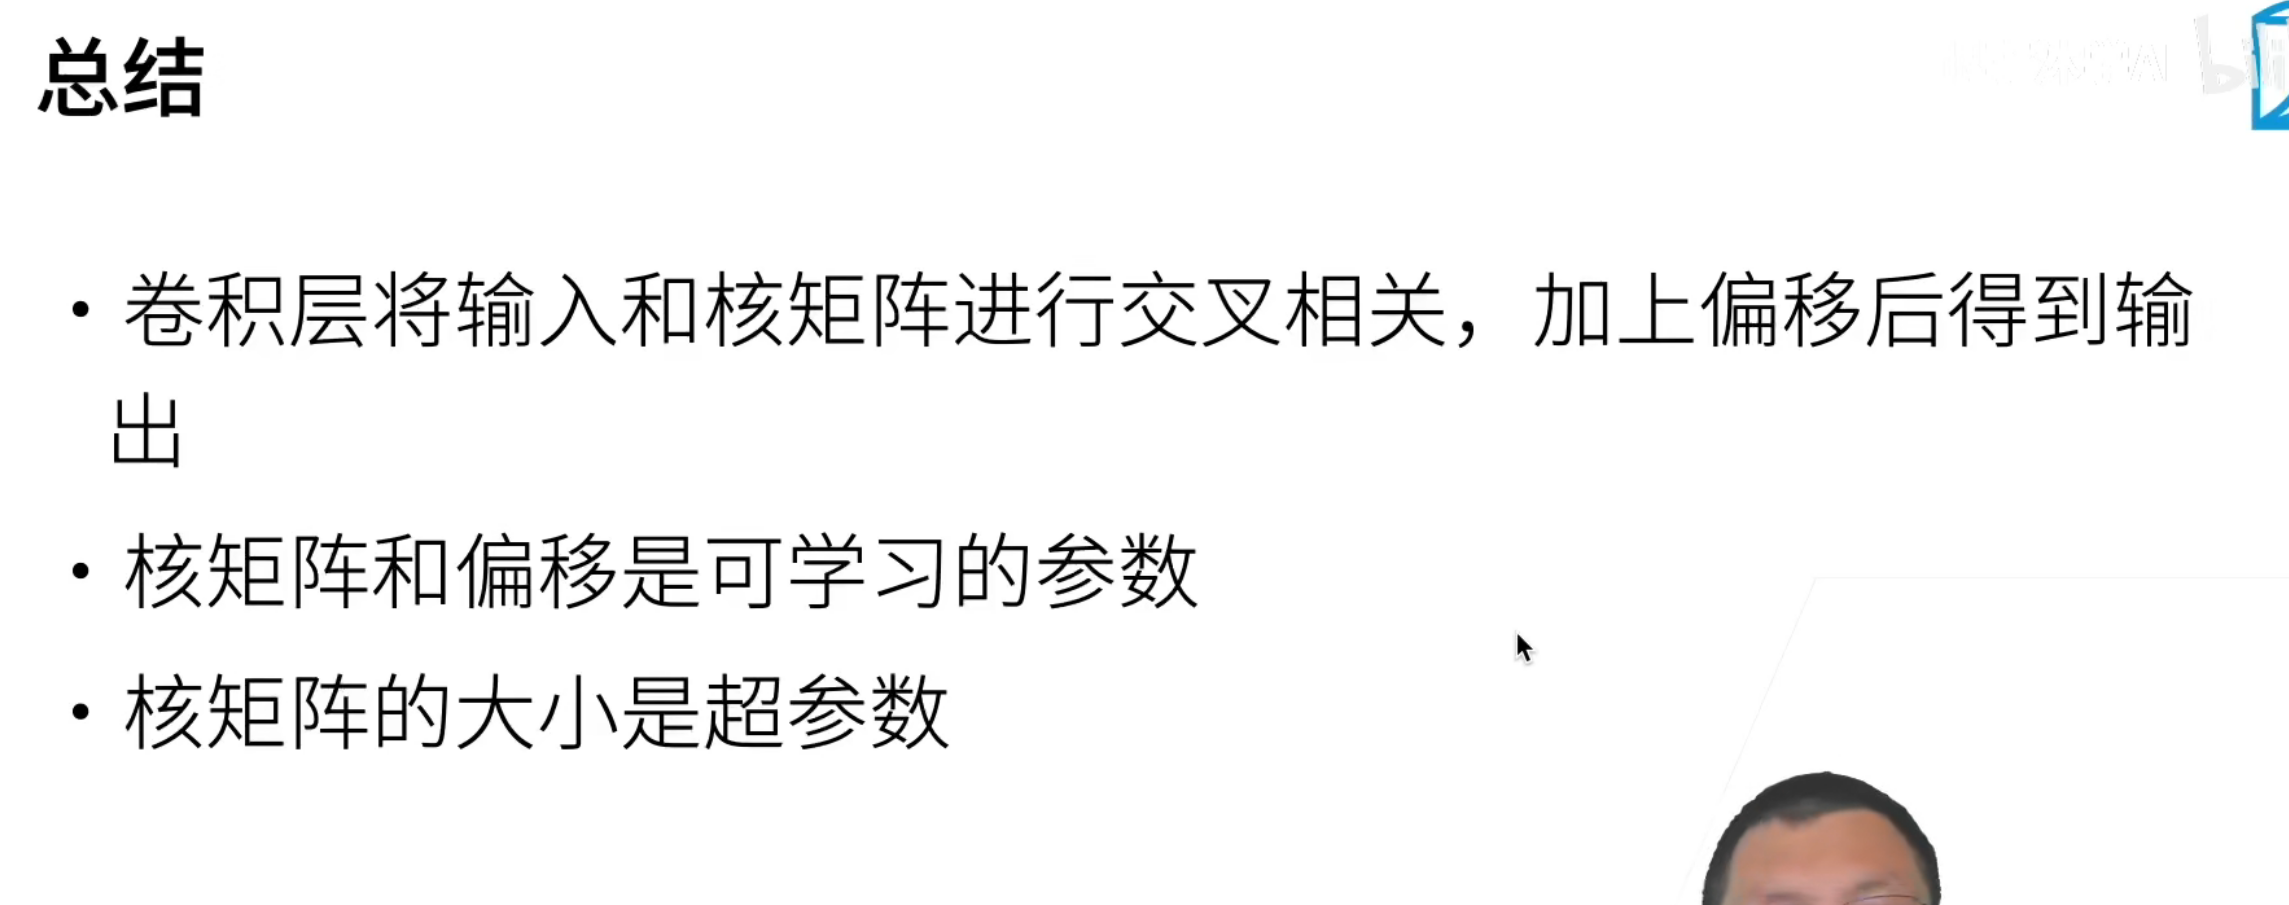 总结
• 卷积层将输入和核矩阵进行交叉相关，加上偏移后得到输
出
• 核矩阵和偏移是可学习的参数
• 核矩阵的大小是超参数